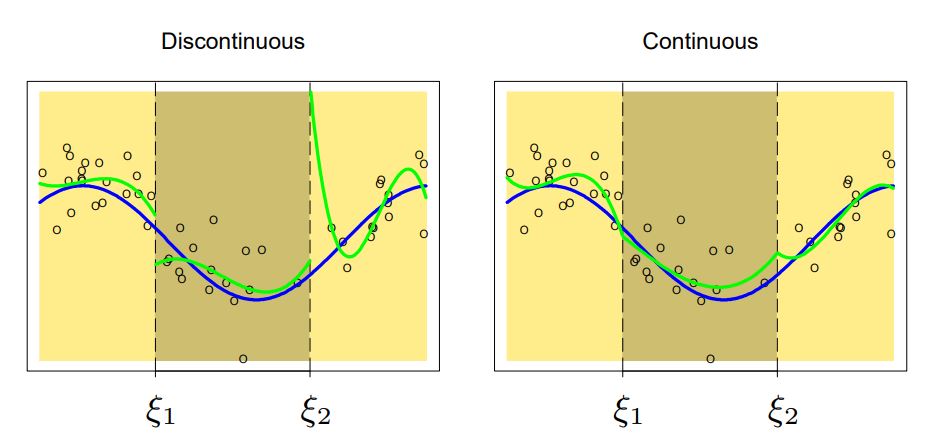 Discontinuous
Continuous
ξ₁ ξ₂
ξ₁ ξ₂